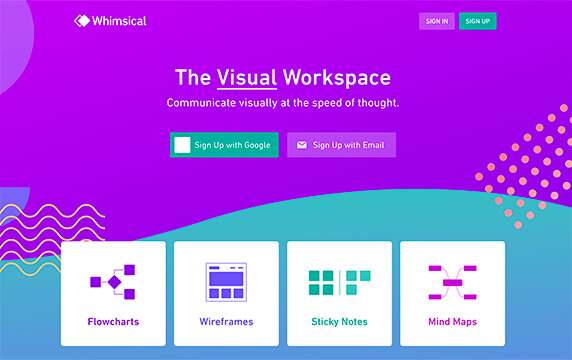 Whimsical
SIGN IN
SIGN UP
The Visual Workspace
Communicate visually at the speed of thought.
Sign Up with Google
Sign Up with Email
Flowcharts
Wireframes
Sticky Notes
Mind Maps